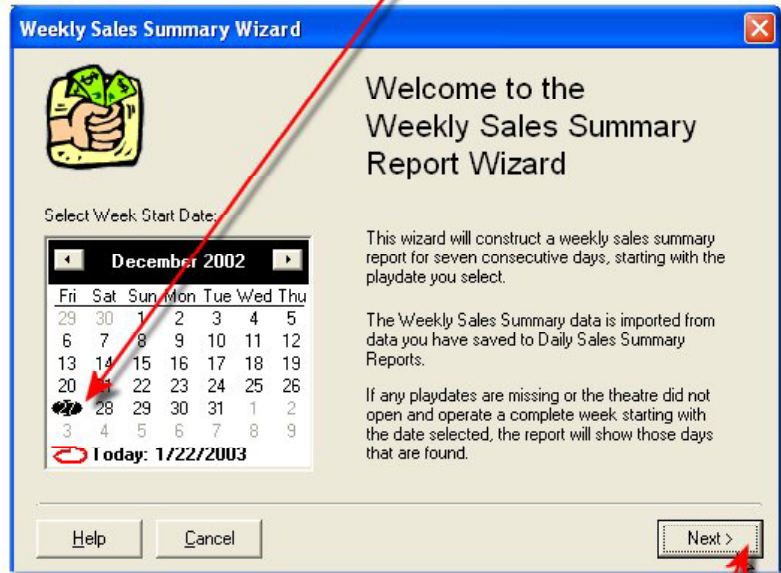 Weekly Sales Summary Wizard
Welcome to the
Weekly Sales Summary
Report Wizard
Select Week Start Date:
December 2002
Fri Sat Sun Mon Tue Wed Thu
29 30 1 2 3 4 5
6 7 8 9 10 11 12
13 14 15 16 17 18 19
20 21 22 23 24 25 26
27 28 29 30 31 1 2
3 4 5 6 7 8 9
Today: 1/22/2003
This wizard will construct a weekly sales summary
report for seven consecutive days, starting with the
playdate you select.
The Weekly Sales Summary data is imported from
data you have saved to Daily Sales Summary
Reports.
If any playdates are missing or the theatre did not
open and operate a complete week starting with
the date selected, the report will show those days
that are found.
Help
Cancel
Next >